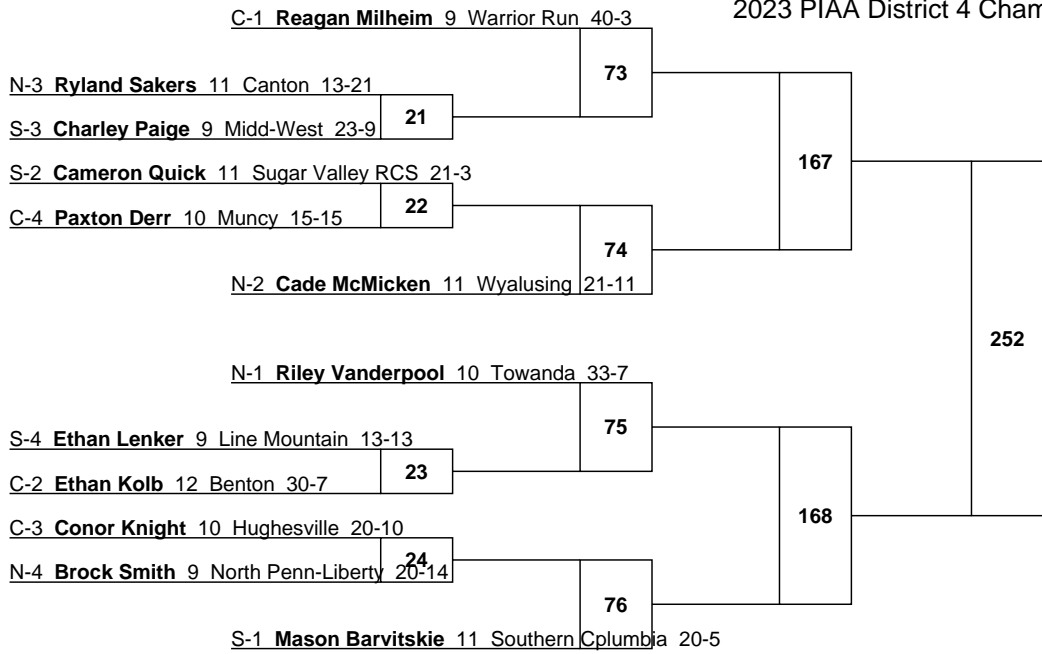 2023 PIAA District 4 Cham
C-1 Reagan Milheim 9 Warrior Run 40-3
73
N-3 Ryland Sakers 11 Canton 13-21
21
S-3 Charley Paige 9 Midd-West 23-9
167
S-2 Cameron Quick 11 Sugar Valley RCS 21-3
22
C-4 Paxton Derr 10 Muncy 15-15
74
N-2 Cade McMicken 11 Wyalusing 21-11
252
N-1 Riley Vanderpool 10 Towanda 33-7
75
S-4 Ethan Lenker 9 Line Mountain 13-13
23
C-2 Ethan Kolb 12 Benton 30-7
168
C-3 Conor Knight 10 Hughesville 20-10
24
N-4 Brock Smith 9 North Penn-Liberty 20-14
76
S-1 Mason Barvitskie 11 Southern Cplumbia 20-5